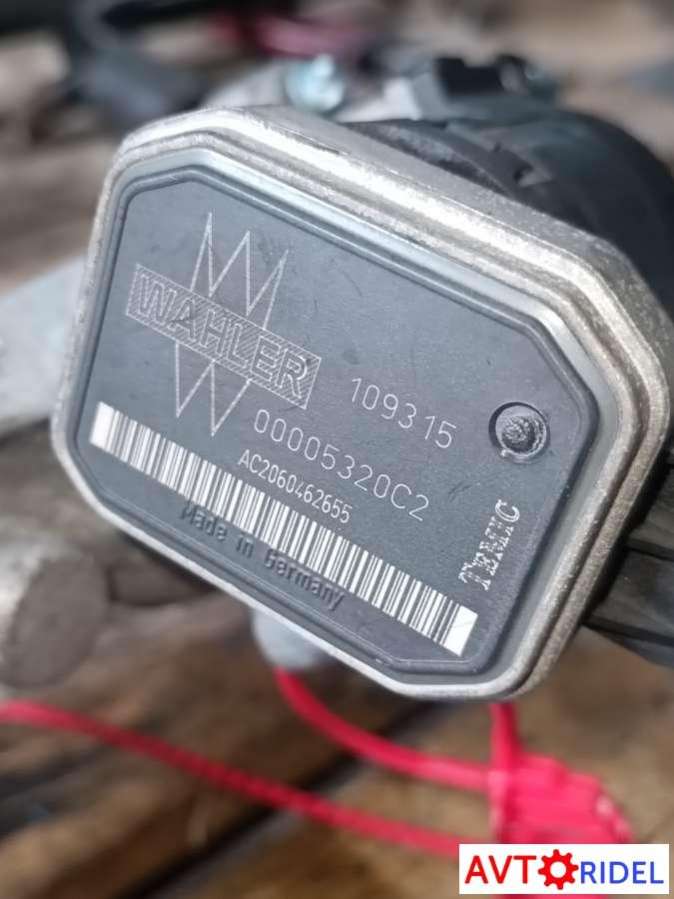 WAHLER
109315
00005320C2
AC2060462655
Made in Germany
TEMIC
AVTORIDEL